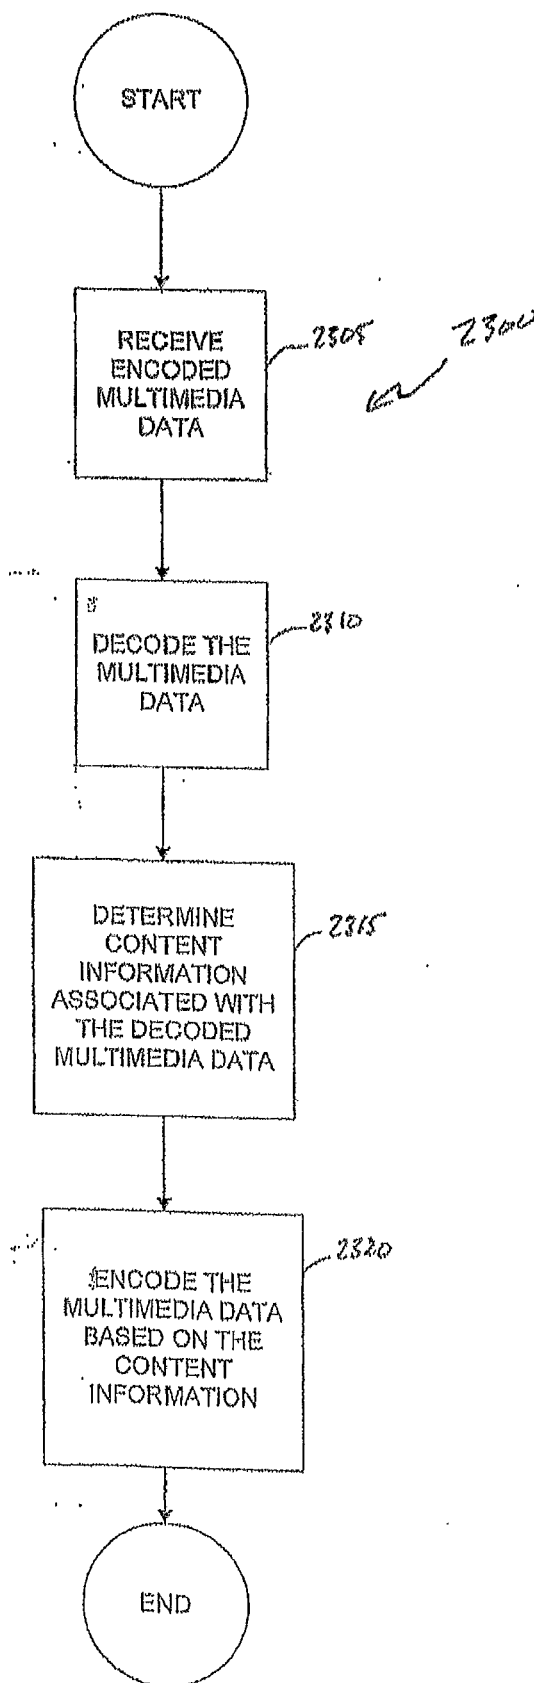 START
RECEIVE
ENCODED
MULTIMEDIA
DATA
2305
2300
DECODE THE
MULTIMEDIA
DATA
2310
DETERMINE
CONTENT
INFORMATION
ASSOCIATED WITH
THE DECODED
MULTIMEDIA DATA
2315
ENCODE THE
MULTIMEDIA DATA
BASED ON THE
CONTENT
INFORMATION
2320
END